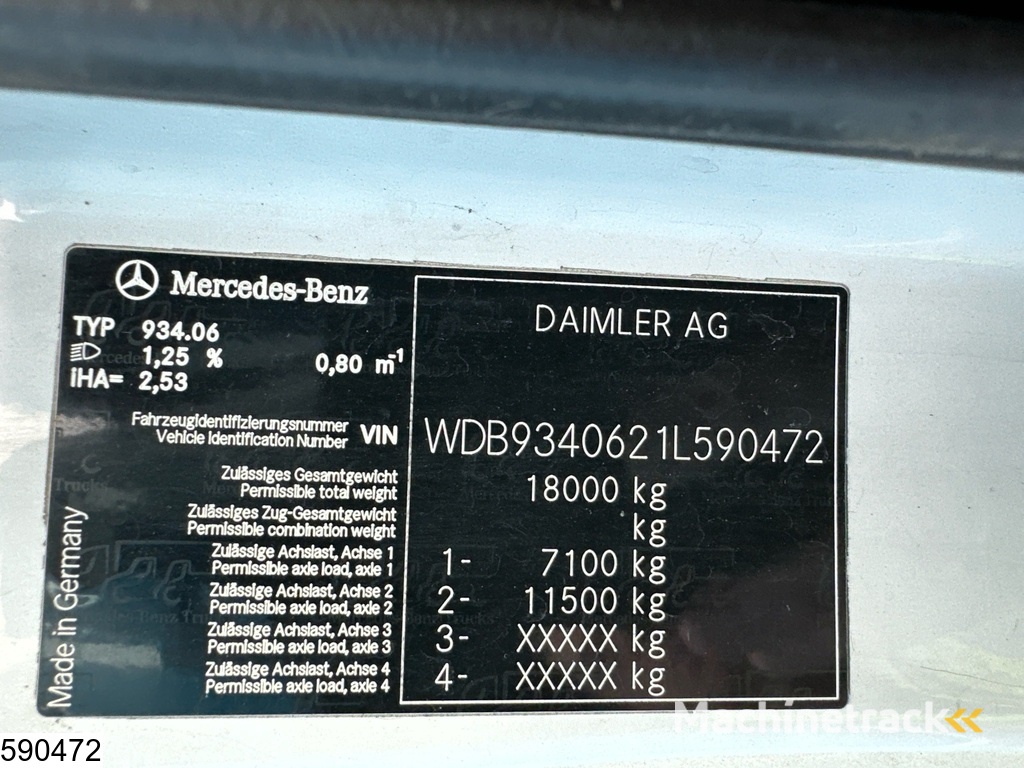 Mercedes-Benz
TYP 934.06
1,25 % 0,80 m⁻¹
iHA= 2,53
DAIMLER AG
Fahrzeugidentifizierungsnummer
Vehicle Identification Number VIN WDB9340621L590472
Zulässiges Gesamtgewicht
Permissible total weight 18000 kg
Zulässiges Zug-Gesamtgewicht
Permissible combination weight kg
Zulässige Achslast, Achse 1
Permissible axle load, axle 1 1- 7100 kg
Zulässige Achslast, Achse 2
Permissible axle load, axle 2 2- 11500 kg
Zulässige Achslast, Achse 3
Permissible axle load, axle 3 3- XXXXX kg
Zulässige Achslast, Achse 4
Permissible axle load, axle 4 4- XXXXX kg
Made in Germany
Machinetrack
590472